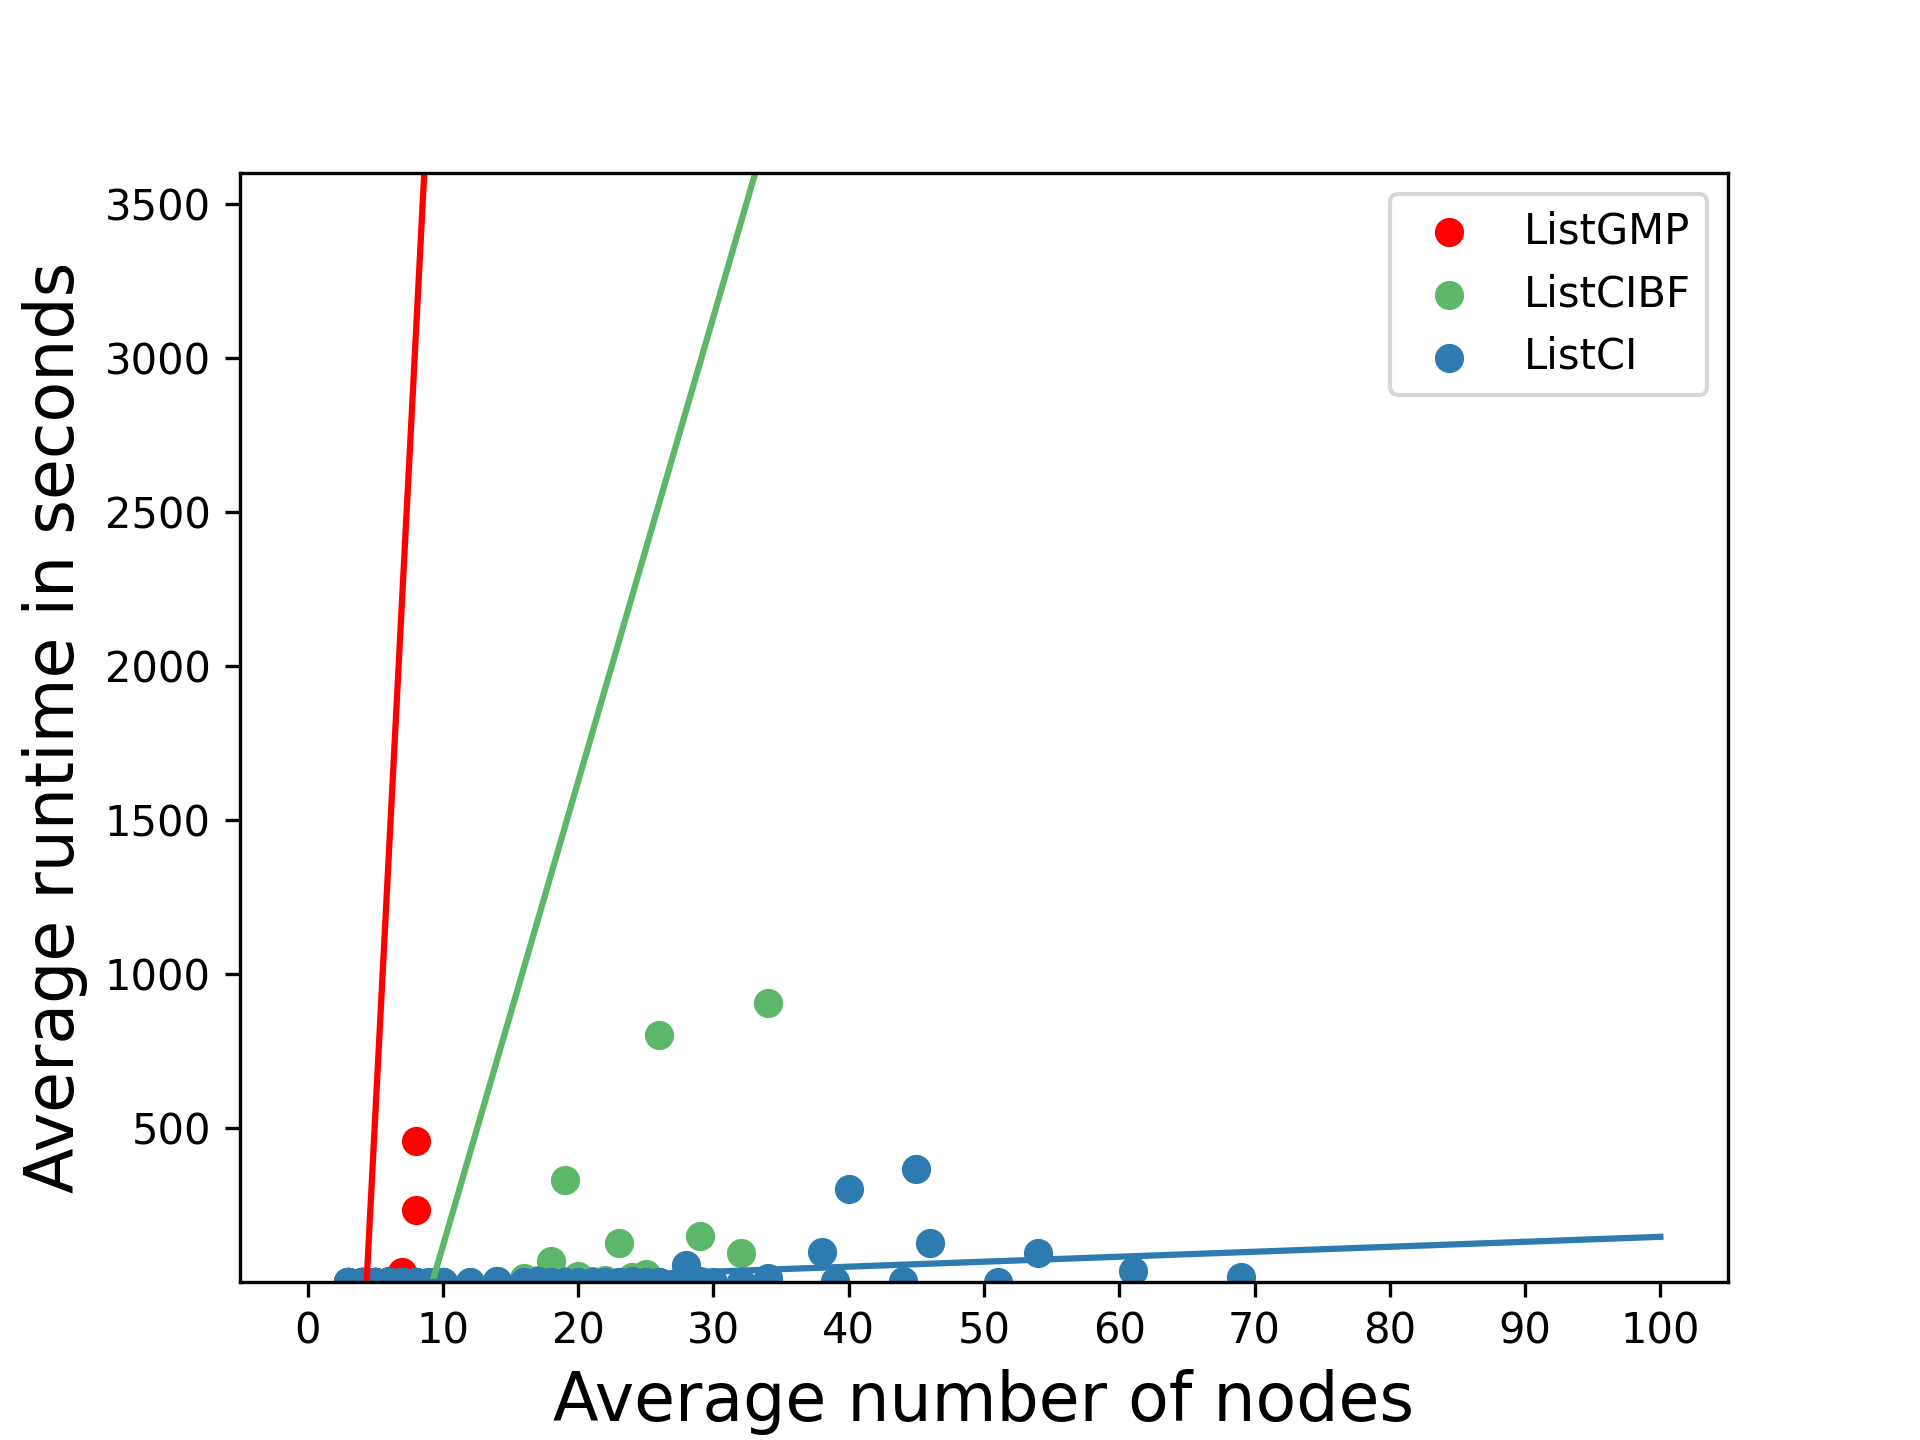 ListGMP
ListCIBF
ListCI
3500
3000
2500
2000
1500
1000
500
0 10 20 30 40 50 60 70 80 90 100
Average number of nodes
Average runtime in seconds